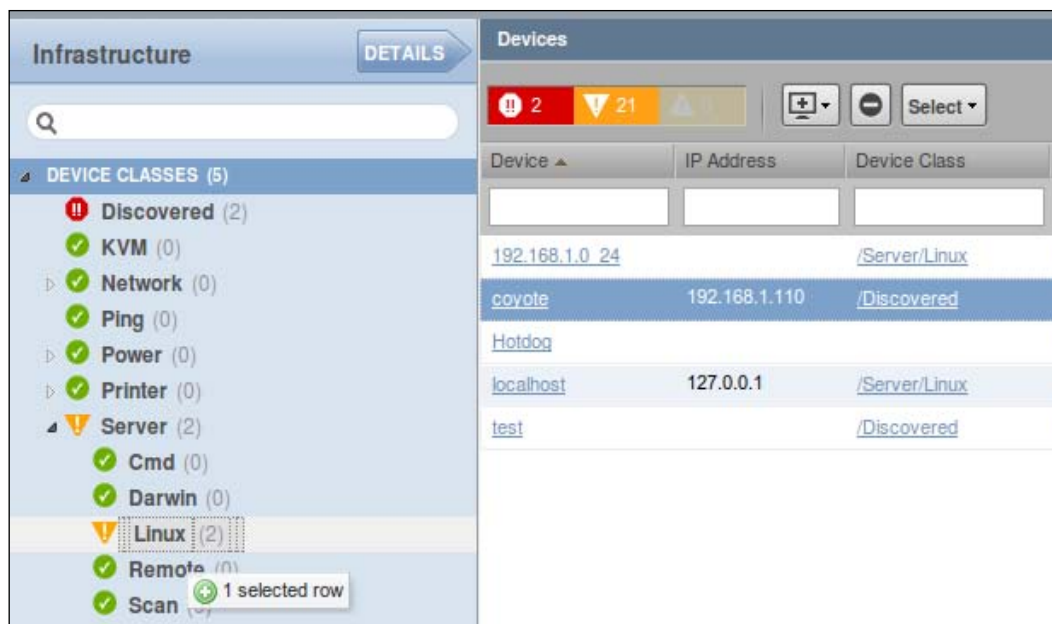 Infrastructure
DETAILS
DEVICE CLASSES (5)
Discovered (2)
KVM (0)
Network (0)
Ping (0)
Power (0)
Printer (0)
Server (2)
Cmd (0)
Darwin (0)
Linux (2)
Remote (0)
1 selected row
Scan
Devices
2 21
Select
Device IP Address Device Class
192.168.1.0_24 /Server/Linux
coyote 192.168.1.110 /Discovered
Hotdog
localhost 127.0.0.1 /Server/Linux
test /Discovered